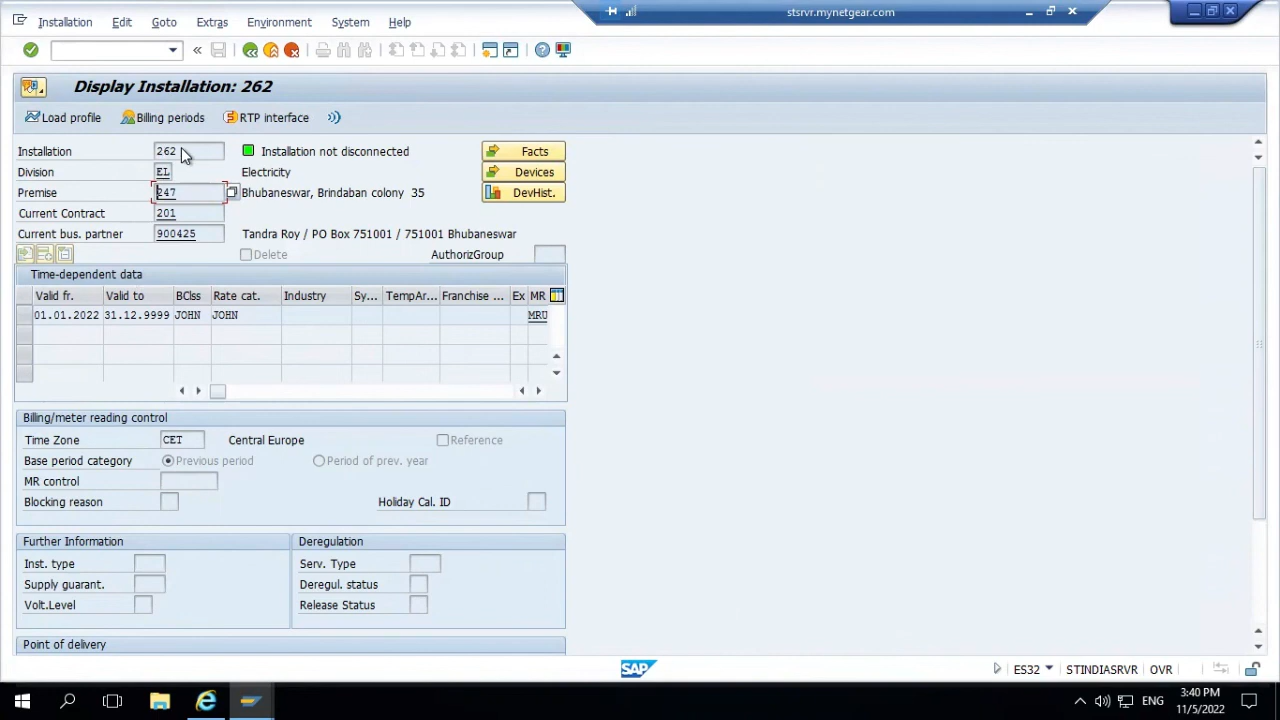 stsrvr.mynetgear.com
Installation Edit Goto Extras Environment System Help
Display Installation: 262
Load profile Billing periods RTP interface
Installation 262 Installation not disconnected Facts
Division EL Electricity Devices
Premise 247 Bhubaneswar, Brindaban colony 35 DevHist.
Current Contract 201
Current bus. partner 900425 Tandra Roy / PO Box 751001 / 751001 Bhubaneswar
Delete AuthorizGroup
Time-dependent data
Valid fr. Valid to BClss Rate cat. Industry Sy... TempAr... Franchise ... Ex MR
01.01.2022 31.12.9999 JOHN JOHN MRU
Billing/meter reading control
Time Zone CET Central Europe Reference
Base period category Previous period Period of prev. year
MR control
Blocking reason Holiday Cal. ID
Further Information Deregulation
Inst. type Serv. Type
Supply guarant. Deregul. status
Volt.Level Release Status
Point of delivery
SAP ES32 STINDIASRVR OVR
ENG 3:40 PM
11/5/2022